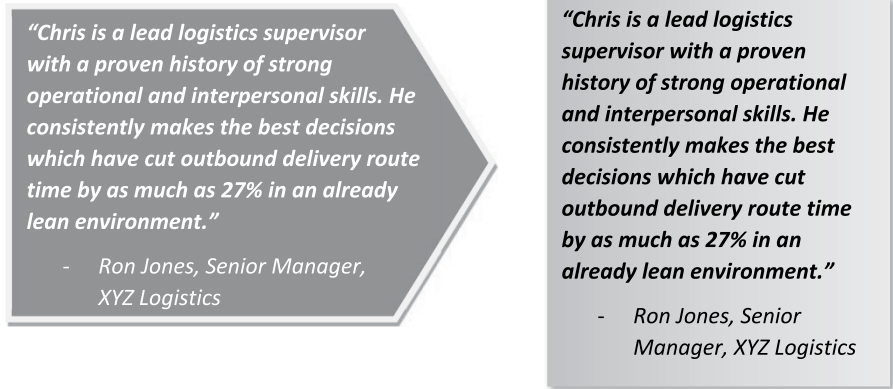 “Chris is a lead logistics supervisor
with a proven history of strong
operational and interpersonal skills. He
consistently makes the best decisions
which have cut outbound delivery route
time by as much as 27% in an already
lean environment.”
- Ron Jones, Senior Manager,
XYZ Logistics
“Chris is a lead logistics
supervisor with a proven
history of strong operational
and interpersonal skills. He
consistently makes the best
decisions which have cut
outbound delivery route time
by as much as 27% in an
already lean environment.”
- Ron Jones, Senior
Manager, XYZ Logistics